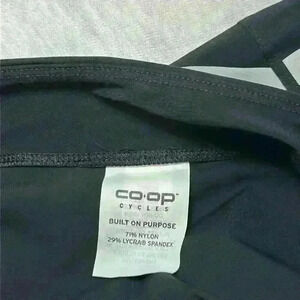 CO·OP
CYCLES
BUILT ON PURPOSE
71% NYLON
29% LYCRA® SPANDEX